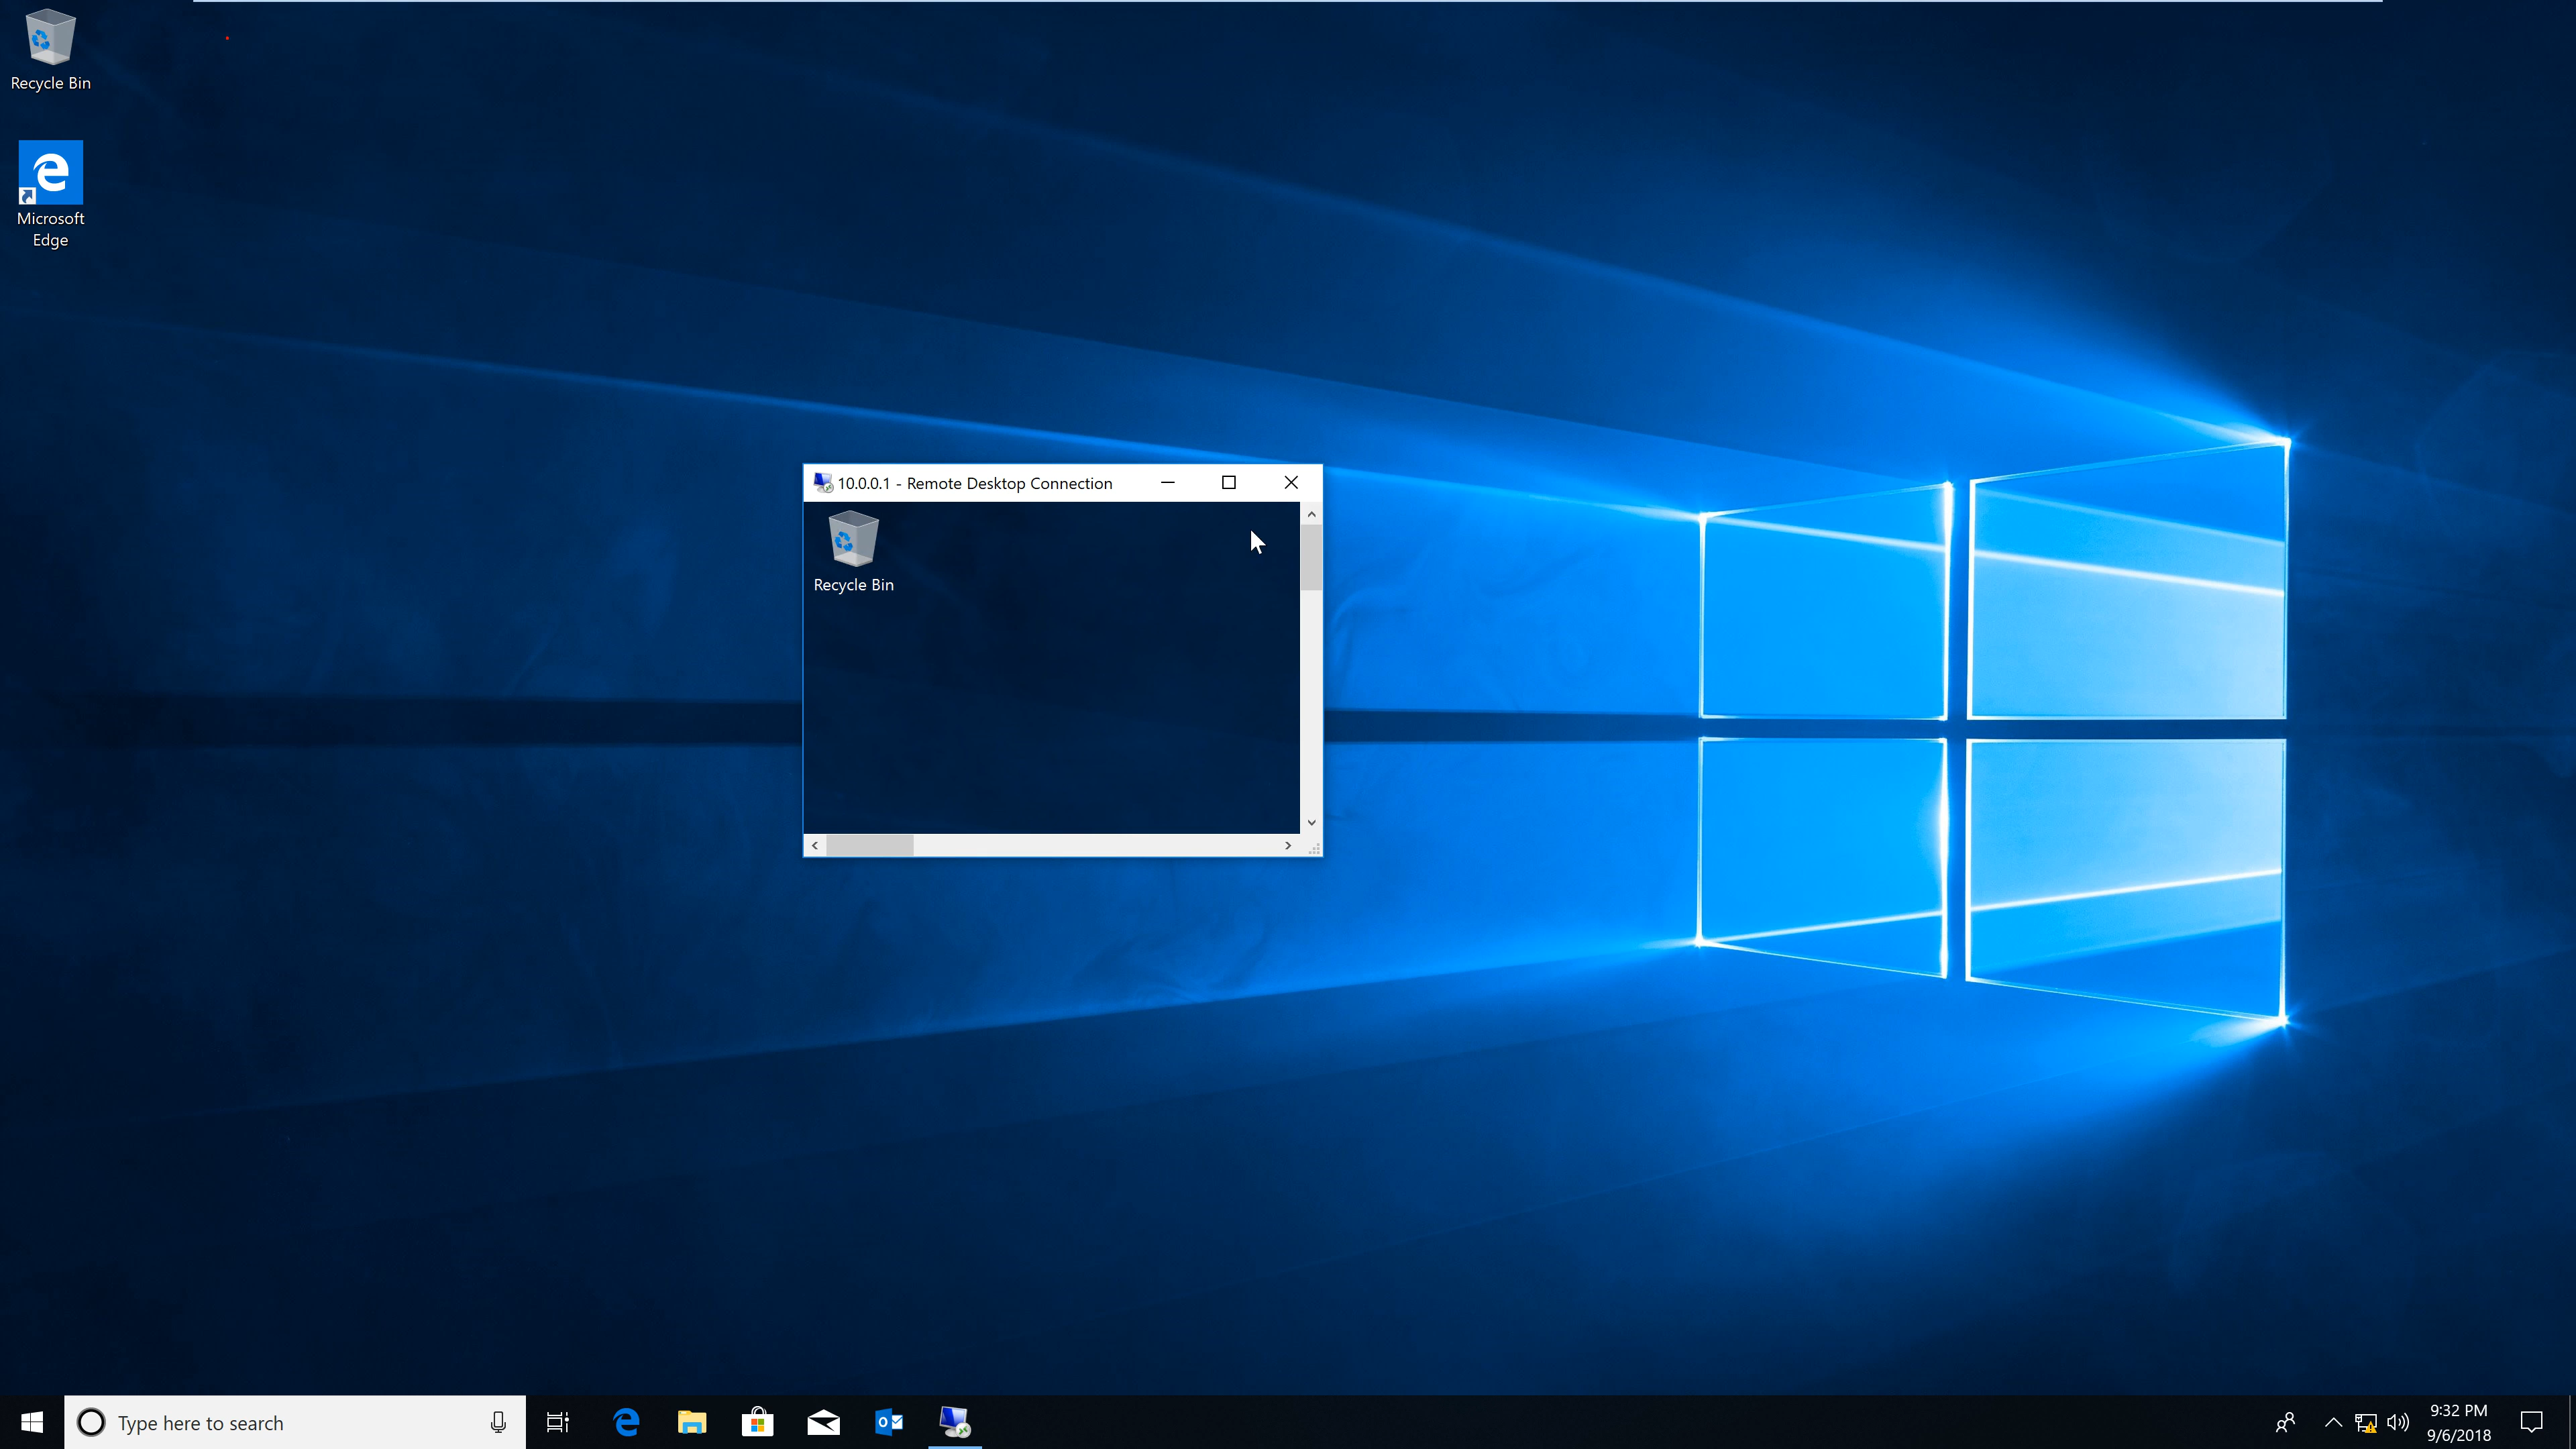 Recycle Bin
Microsoft
Edge
10.0.0.1 - Remote Desktop Connection
Recycle Bin
Type here to search
9:32 PM
9/6/2018